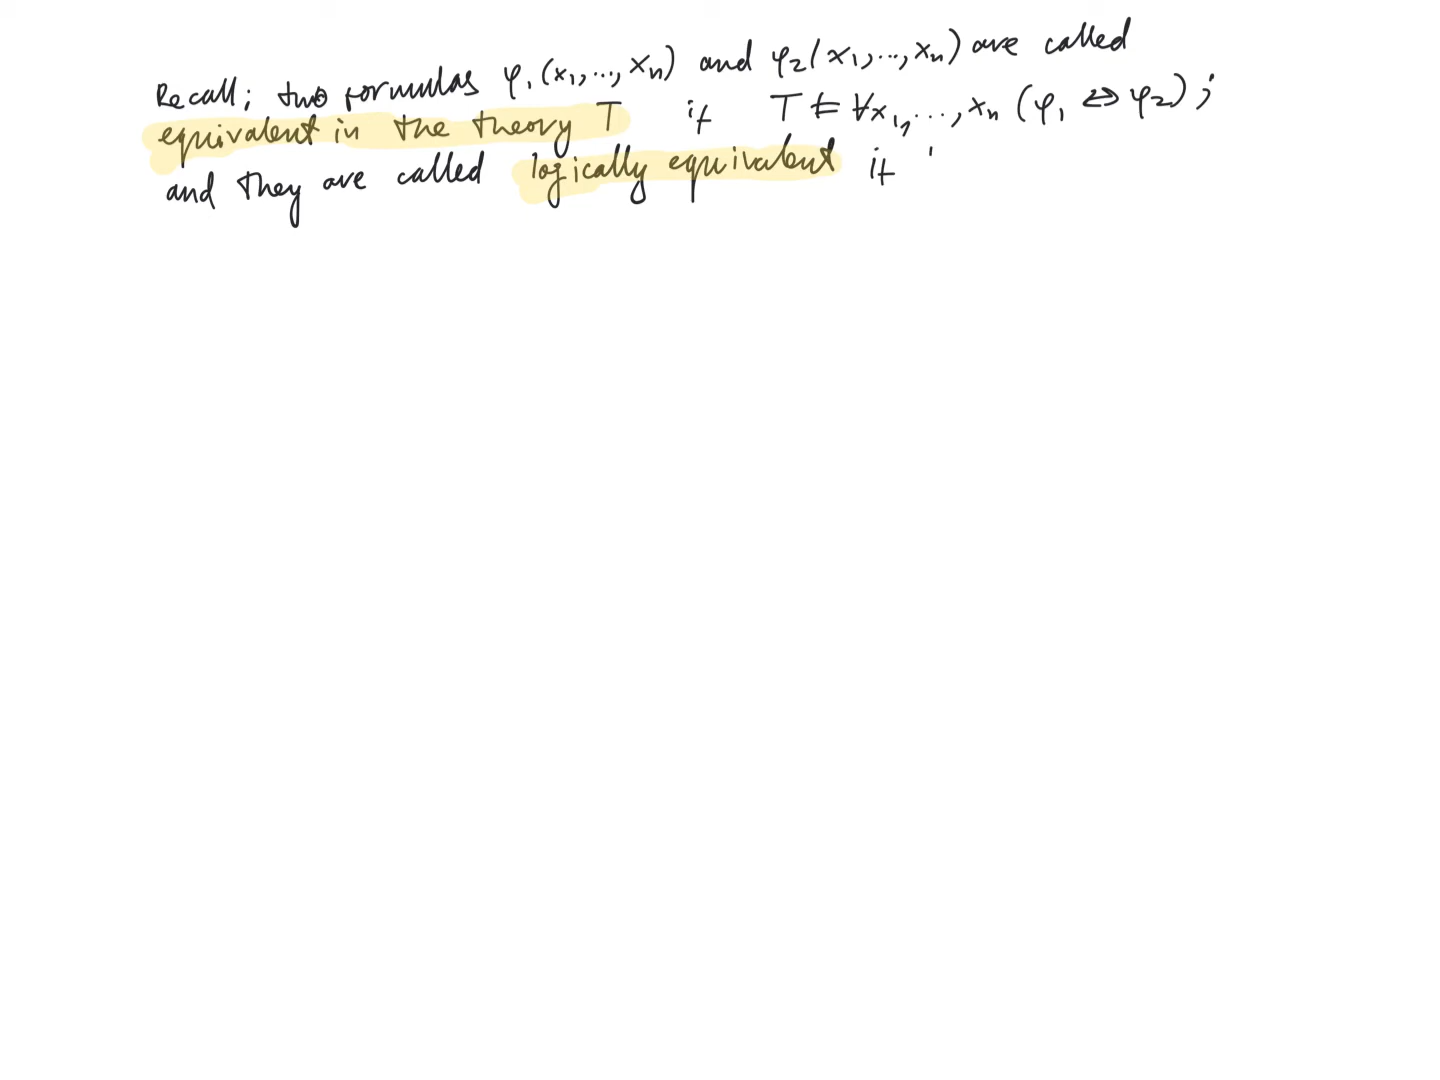 Recall: two formulas φ₁(x₁,...,xₙ) and φ₂(x₁,...,xₙ) are called
equivalent in the theory T if T ⊨ ∀x₁,...,xₙ (φ₁ ⇔ φ₂);
and they are called logically equivalent if